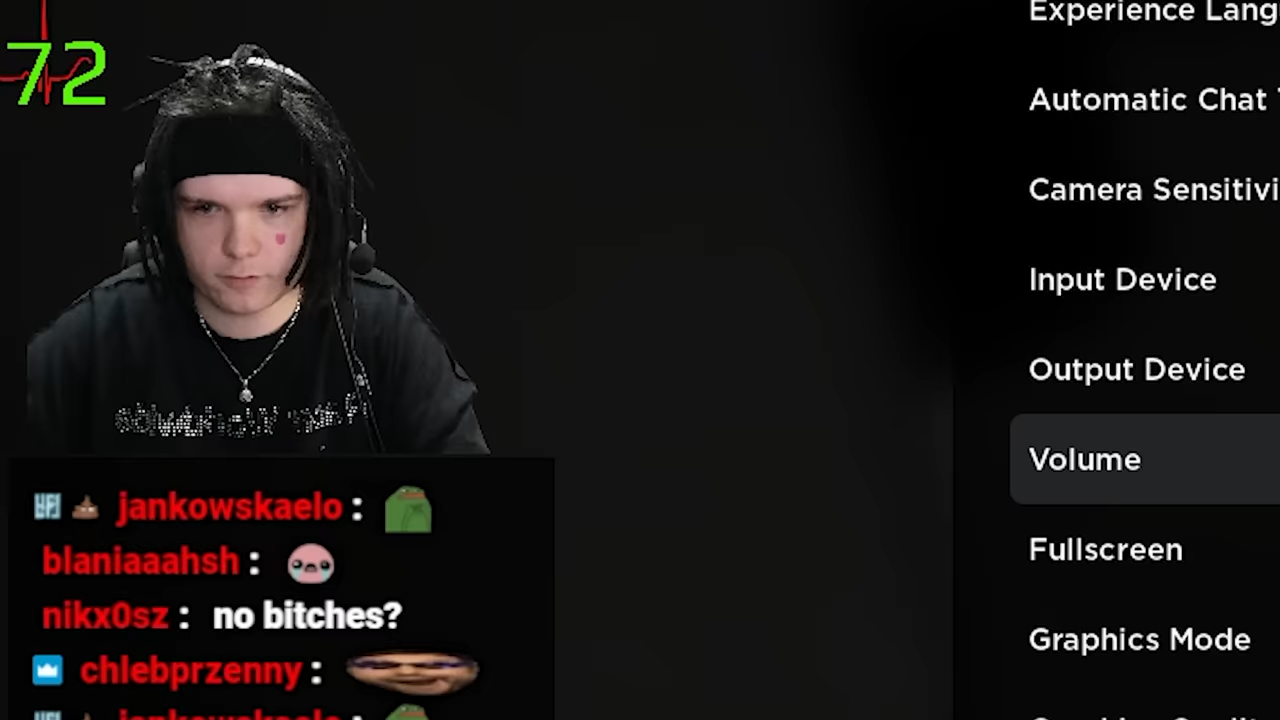 72
Experience Lang
Automatic Chat
Camera Sensitivi
Input Device
Output Device
Volume
Fullscreen
Graphics Mode
jankowskaelo :
blaniaaahsh :
nikx0sz : no bitches?
chlebprzenny :
jankowskaelo :